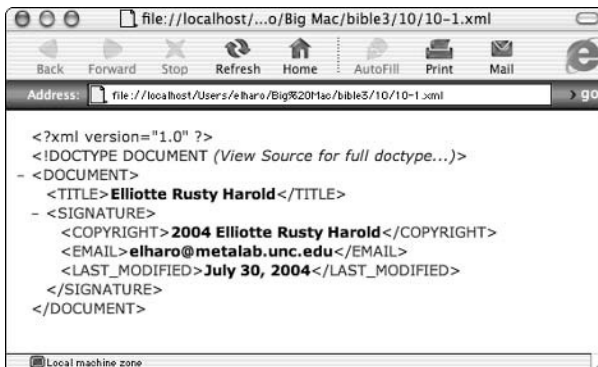 file://localhost/...o/Big Mac/bible3/10/10-1.xml
Back Forward Stop Refresh Home AutoFill Print Mail
Address: file://localhost/Users/elharo/Big%20Mac/bible3/10/10-1.xml go
<?xml version="1.0" ?>
<!DOCTYPE DOCUMENT (View Source for full doctype...)>
- <DOCUMENT>
<TITLE>Elliotte Rusty Harold</TITLE>
- <SIGNATURE>
<COPYRIGHT>2004 Elliotte Rusty Harold</COPYRIGHT>
<EMAIL>elharo@metalab.unc.edu</EMAIL>
<LAST_MODIFIED>July 30, 2004</LAST_MODIFIED>
</SIGNATURE>
</DOCUMENT>
Local machine zone